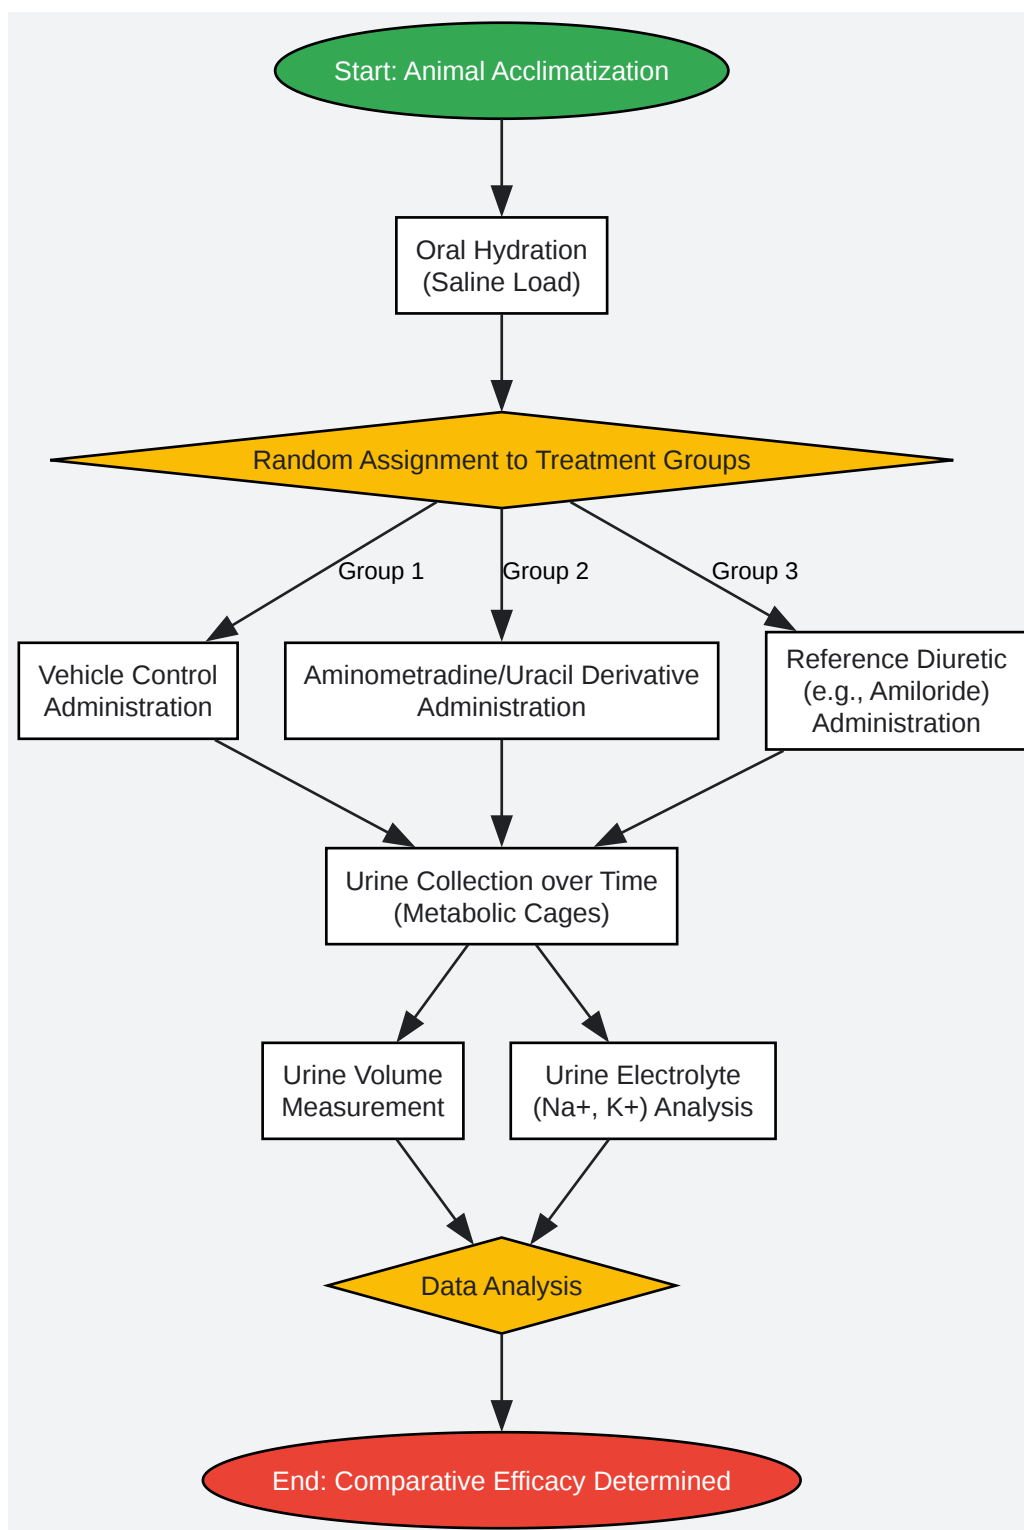 Start: Animal Acclimatization
Oral Hydration
(Saline Load)
Random Assignment to Treatment Groups
Group 1
Group 2
Group 3
Vehicle Control
Administration
Aminometradine/Uracil Derivative
Administration
Reference Diuretic
(e.g., Amiloride)
Administration
Urine Collection over Time
(Metabolic Cages)
Urine Volume
Measurement
Urine Electrolyte
(Na+, K+) Analysis
Data Analysis
End: Comparative Efficacy Determined